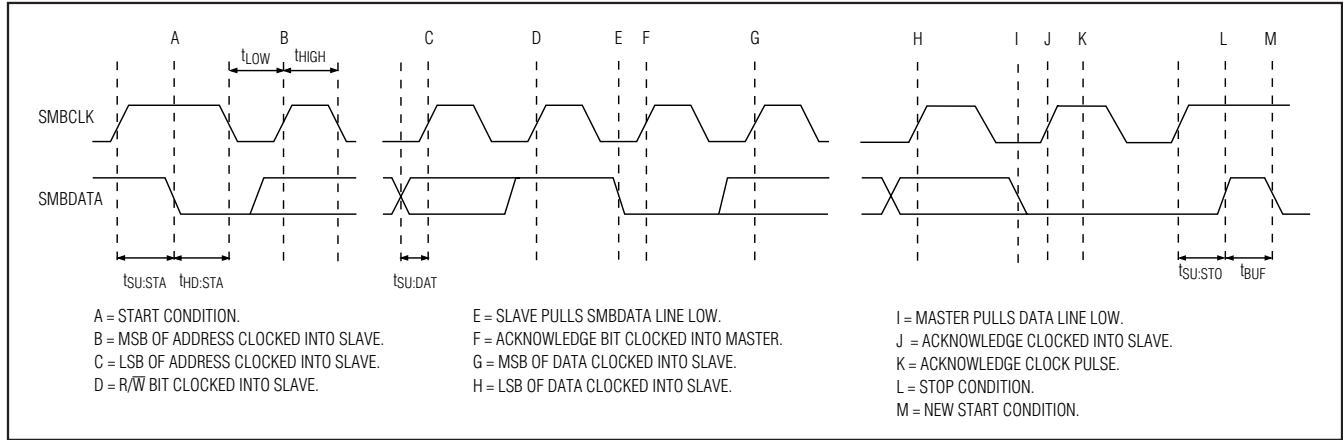 A B C D E F G H I J K L M
tLOW tHIGH
SMBCLK
SMBDATA
tSU:STA tHD:STA tSU:DAT tSU:STO tBUF
A = START CONDITION.
B = MSB OF ADDRESS CLOCKED INTO SLAVE.
C = LSB OF ADDRESS CLOCKED INTO SLAVE.
D = R/W̅ BIT CLOCKED INTO SLAVE.
E = SLAVE PULLS SMBDATA LINE LOW.
F = ACKNOWLEDGE BIT CLOCKED INTO MASTER.
G = MSB OF DATA CLOCKED INTO SLAVE.
H = LSB OF DATA CLOCKED INTO SLAVE.
I = MASTER PULLS DATA LINE LOW.
J = ACKNOWLEDGE CLOCKED INTO SLAVE.
K = ACKNOWLEDGE CLOCK PULSE.
L = STOP CONDITION.
M = NEW START CONDITION.